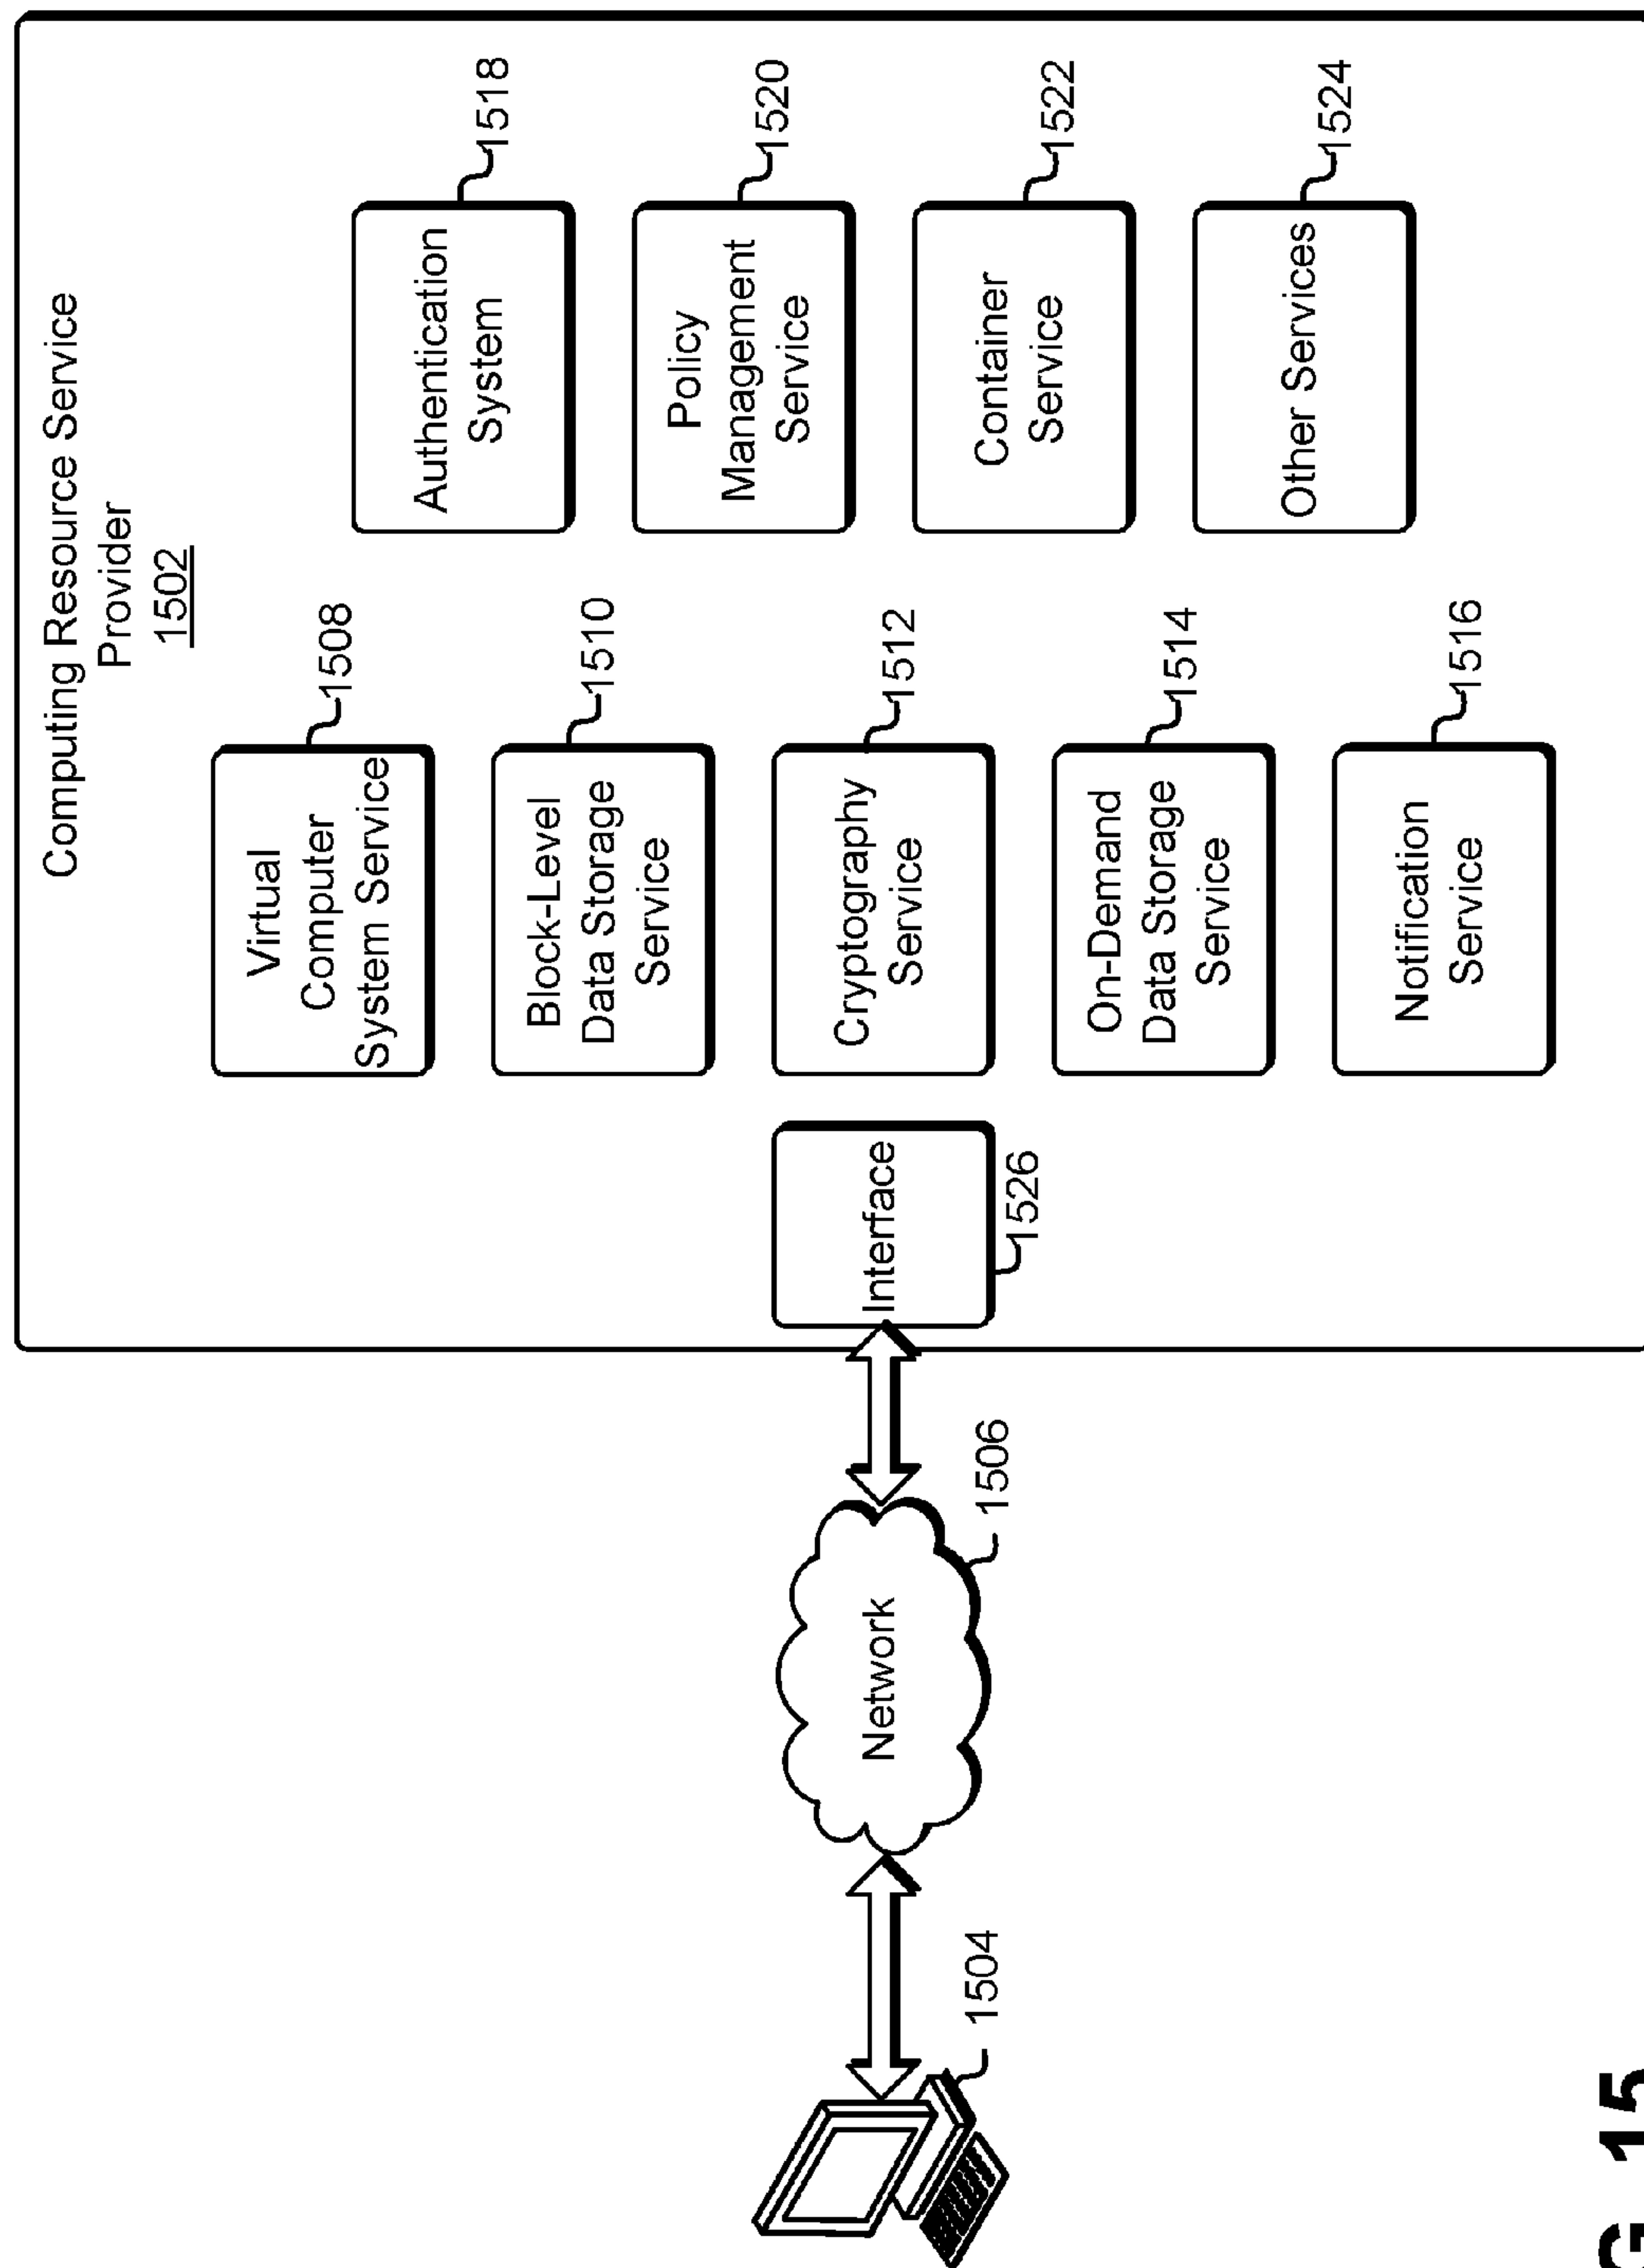 Computing Resource Service
Provider
1502
Virtual
Computer
System Service
1508
Block-Level
Data Storage
Service
1510
Cryptography
Service
1512
On-Demand
Data Storage
Service
1514
Notification
Service
1516
Authentication
System
1518
Policy
Management
Service
1520
Container
Service
1522
Other Services
1524
Interface
1526
Network
1506
1504
G. 15